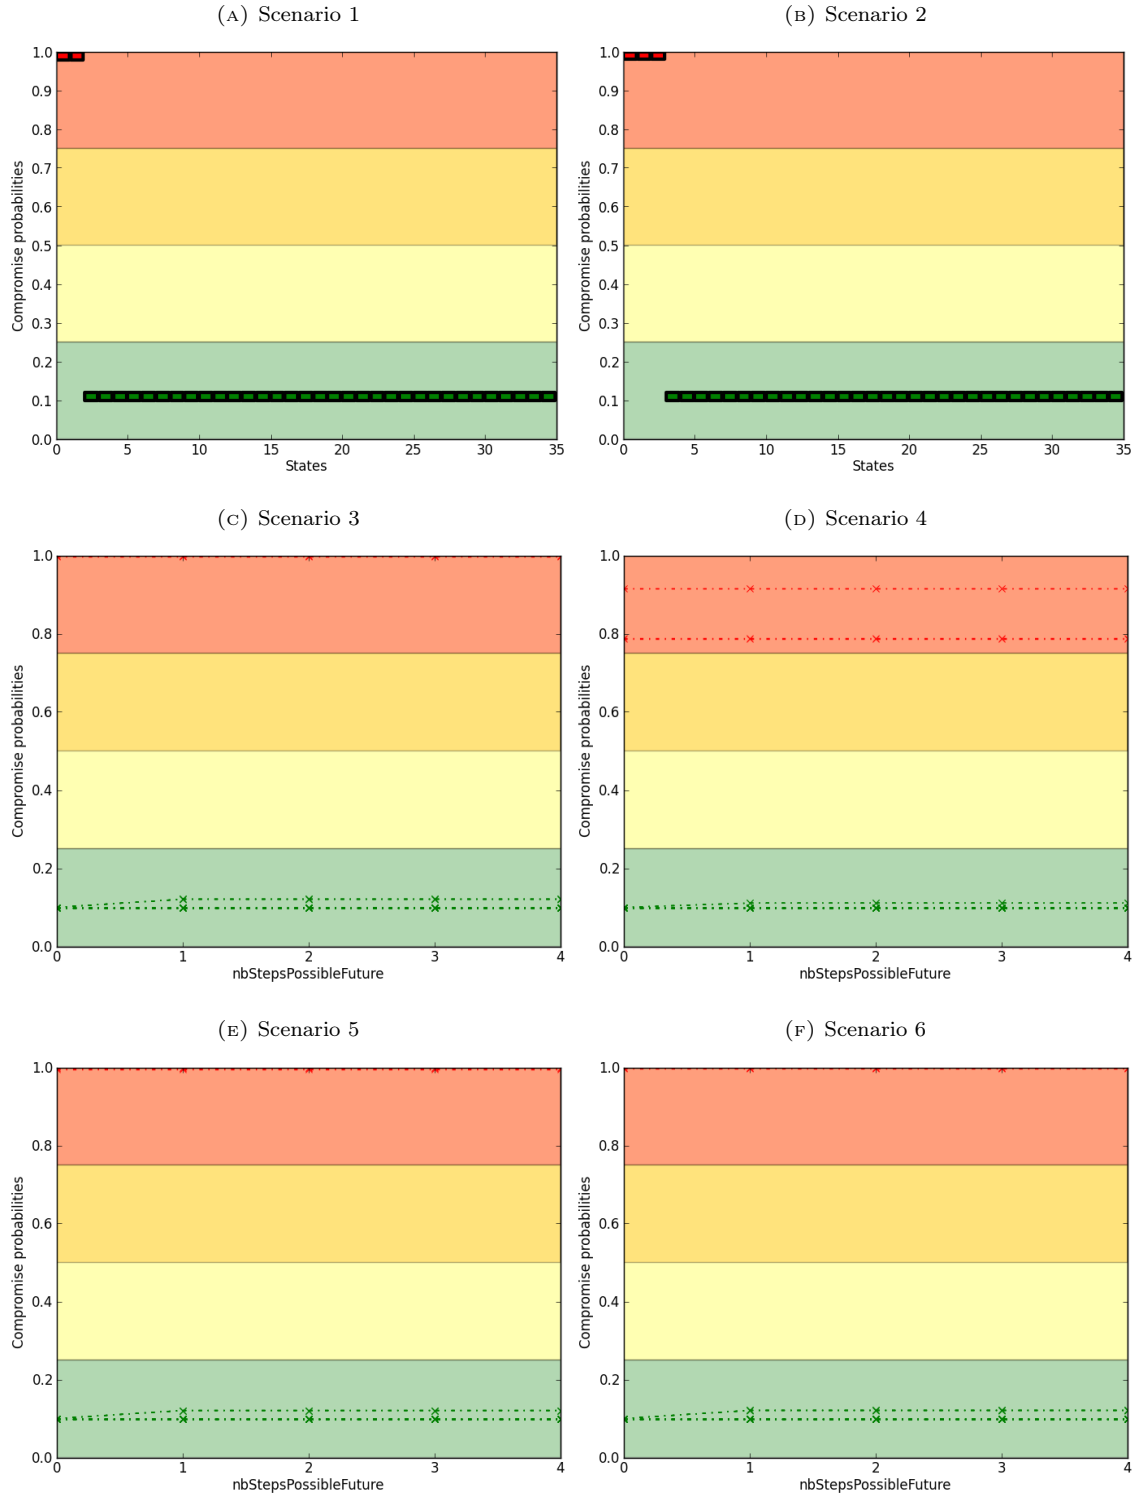 (A) Scenario 1
(B) Scenario 2
1.0
0.9
0.8
0.7
0.6
0.5
0.4
0.3
0.2
0.1
0.0
Compromise probabilities
0 5 10 15 20 25 30 35
States
1.0
0.9
0.8
0.7
0.6
0.5
0.4
0.3
0.2
0.1
0.0
Compromise probabilities
0 5 10 15 20 25 30 35
States
(C) Scenario 3
(D) Scenario 4
1.0
0.8
0.6
0.4
0.2
0.0
Compromise probabilities
0 1 2 3 4
nbStepsPossibleFuture
1.0
0.8
0.6
0.4
0.2
0.0
Compromise probabilities
0 1 2 3 4
nbStepsPossibleFuture
(E) Scenario 5
(F) Scenario 6
1.0
0.8
0.6
0.4
0.2
0.0
Compromise probabilities
0 1 2 3 4
nbStepsPossibleFuture
1.0
0.8
0.6
0.4
0.2
0.0
Compromise probabilities
0 1 2 3 4
nbStepsPossibleFuture